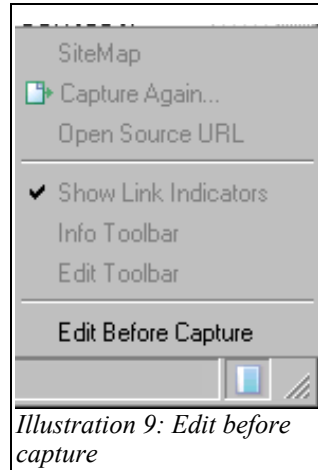 SiteMap
Capture Again...
Open Source URL
Show Link Indicators
Info Toolbar
Edit Toolbar
Edit Before Capture
Illustration 9: Edit before
capture